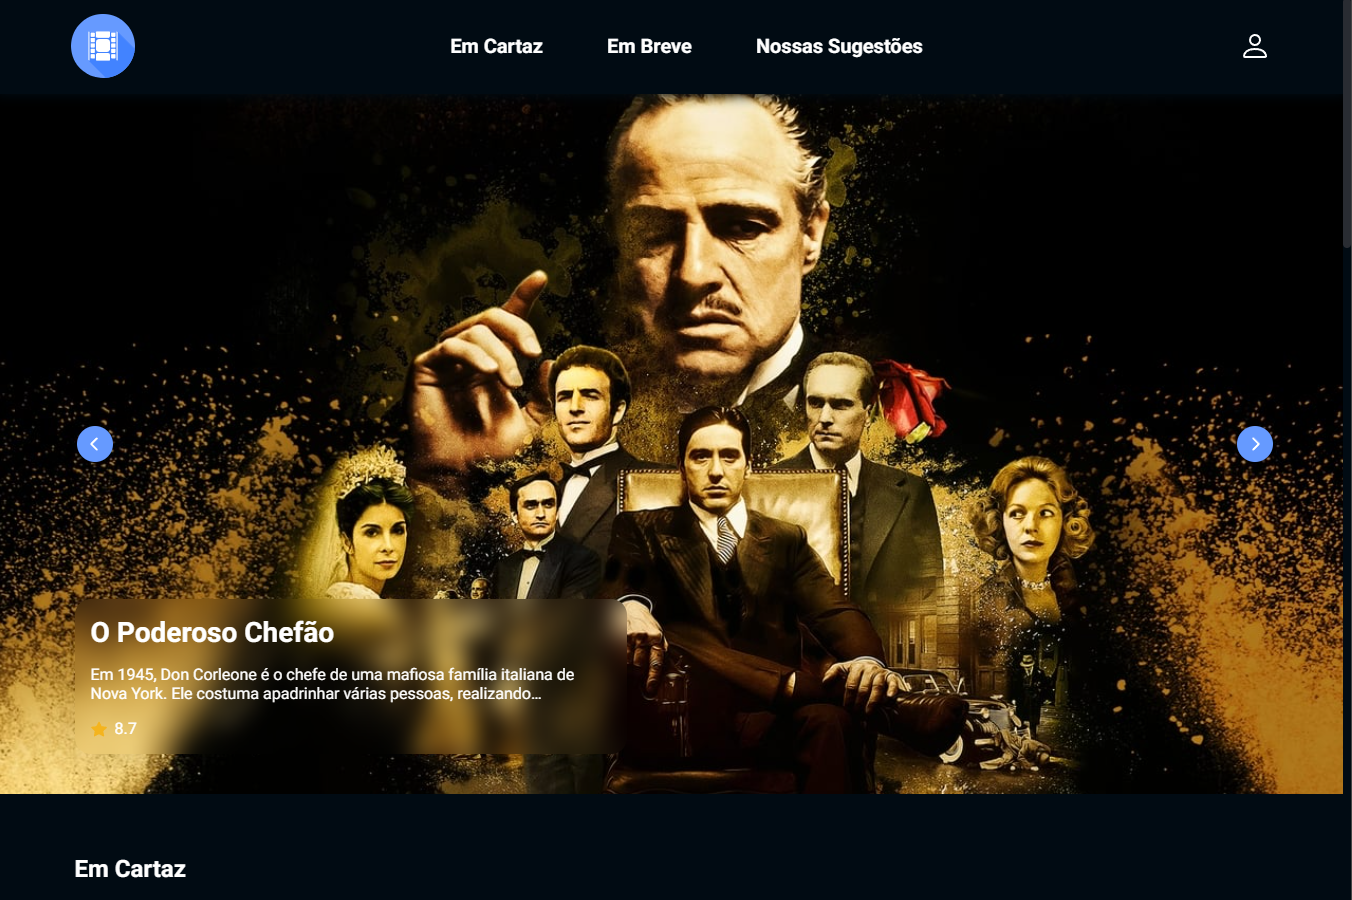 Em Cartaz
Em Breve
Nossas Sugestões
O Poderoso Chefão
Em 1945, Don Corleone é o chefe de uma mafiosa família italiana de
Nova York. Ele costuma apadrinhar várias pessoas, realizando...
8.7
Em Cartaz